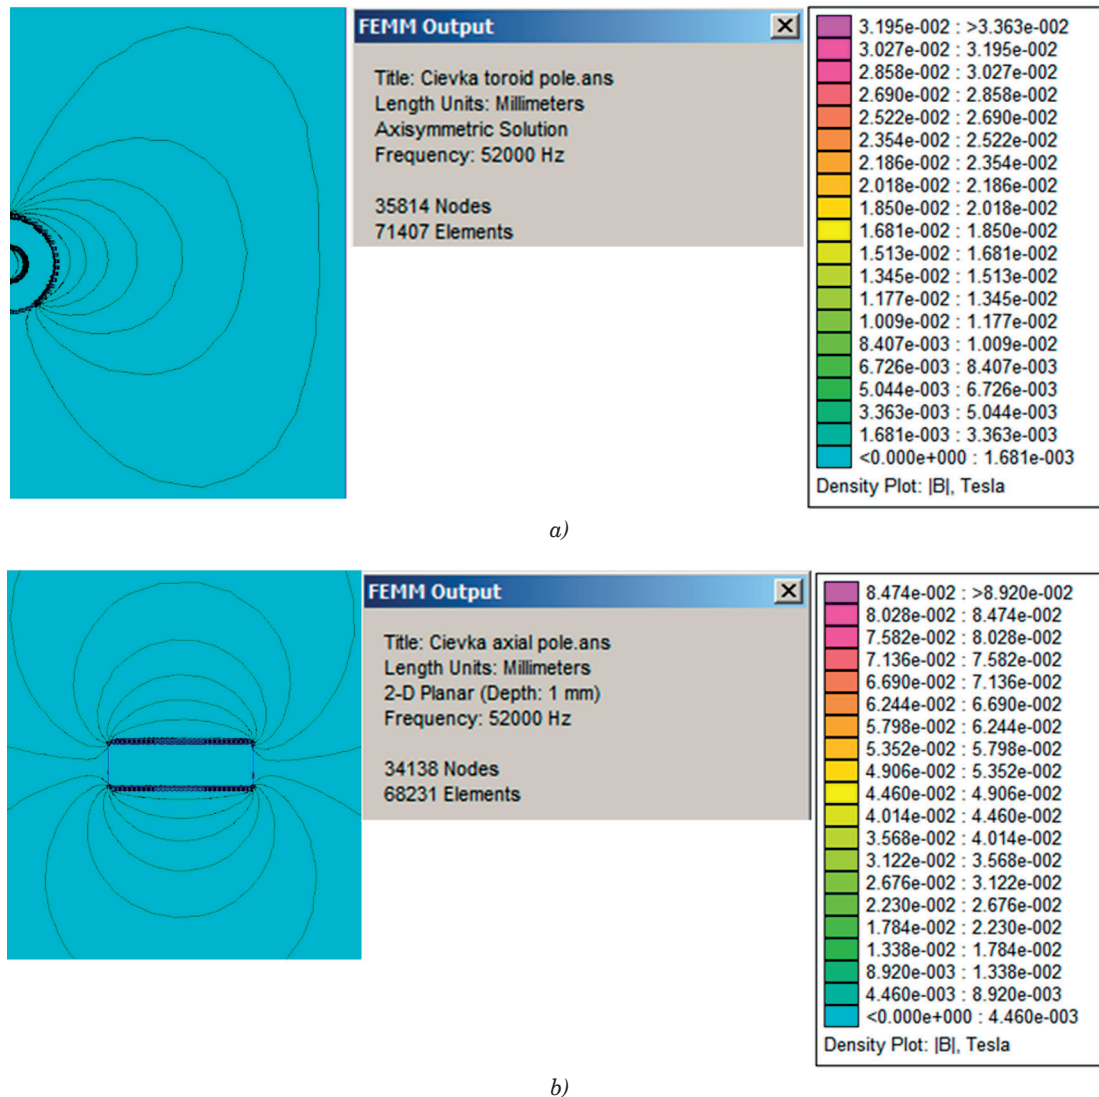 FEMM Output
Title: Cievka toroid pole.ans
Length Units: Millimeters
Axisymmetric Solution
Frequency: 52000 Hz
35814 Nodes
71407 Elements
3.195e-002 : >3.363e-002
3.027e-002 : 3.195e-002
2.858e-002 : 3.027e-002
2.690e-002 : 2.858e-002
2.522e-002 : 2.690e-002
2.354e-002 : 2.522e-002
2.186e-002 : 2.354e-002
2.018e-002 : 2.186e-002
1.850e-002 : 2.018e-002
1.681e-002 : 1.850e-002
1.513e-002 : 1.681e-002
1.345e-002 : 1.513e-002
1.177e-002 : 1.345e-002
1.009e-002 : 1.177e-002
8.407e-003 : 1.009e-002
6.726e-003 : 8.407e-003
5.044e-003 : 6.726e-003
3.363e-003 : 5.044e-003
1.681e-003 : 3.363e-003
<0.000e+000 : 1.681e-003
Density Plot: |B|, Tesla
a)
FEMM Output
Title: Cievka axial pole.ans
Length Units: Millimeters
2-D Planar (Depth: 1 mm)
Frequency: 52000 Hz
34138 Nodes
68231 Elements
8.474e-002 : >8.920e-002
8.028e-002 : 8.474e-002
7.582e-002 : 8.028e-002
7.136e-002 : 7.582e-002
6.690e-002 : 7.136e-002
6.244e-002 : 6.690e-002
5.798e-002 : 6.244e-002
5.352e-002 : 5.798e-002
4.906e-002 : 5.352e-002
4.460e-002 : 4.906e-002
4.014e-002 : 4.460e-002
3.568e-002 : 4.014e-002
3.122e-002 : 3.568e-002
2.676e-002 : 3.122e-002
2.230e-002 : 2.676e-002
1.784e-002 : 2.230e-002
1.338e-002 : 1.784e-002
8.920e-003 : 1.338e-002
4.460e-003 : 8.920e-003
<0.000e+000 : 4.460e-003
Density Plot: |B|, Tesla
b)